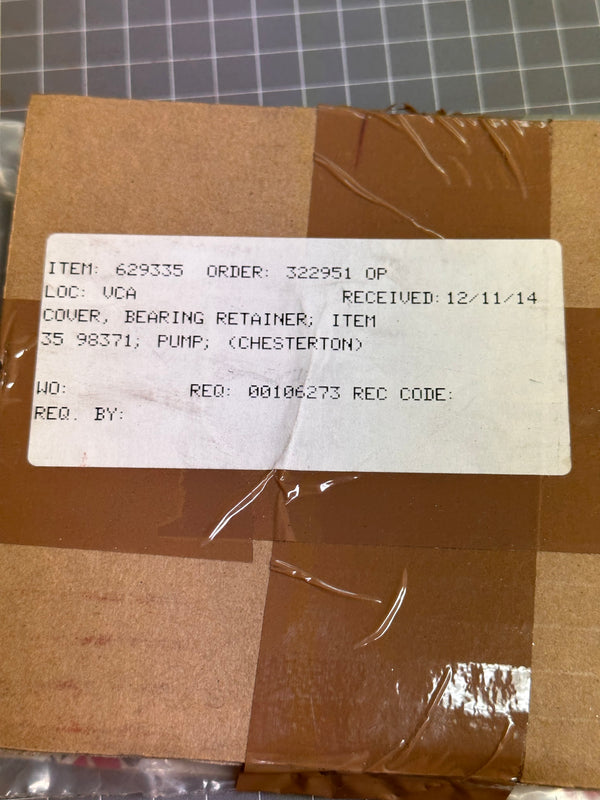 ITEM: 629335 ORDER: 322951 OP
LOC: VCA RECEIVED: 12/11/14
COVER, BEARING RETAINER; ITEM
35 98371; PUMP; (CHESTERTON)
WO: REQ: 00106273 REC CODE:
REQ. BY: